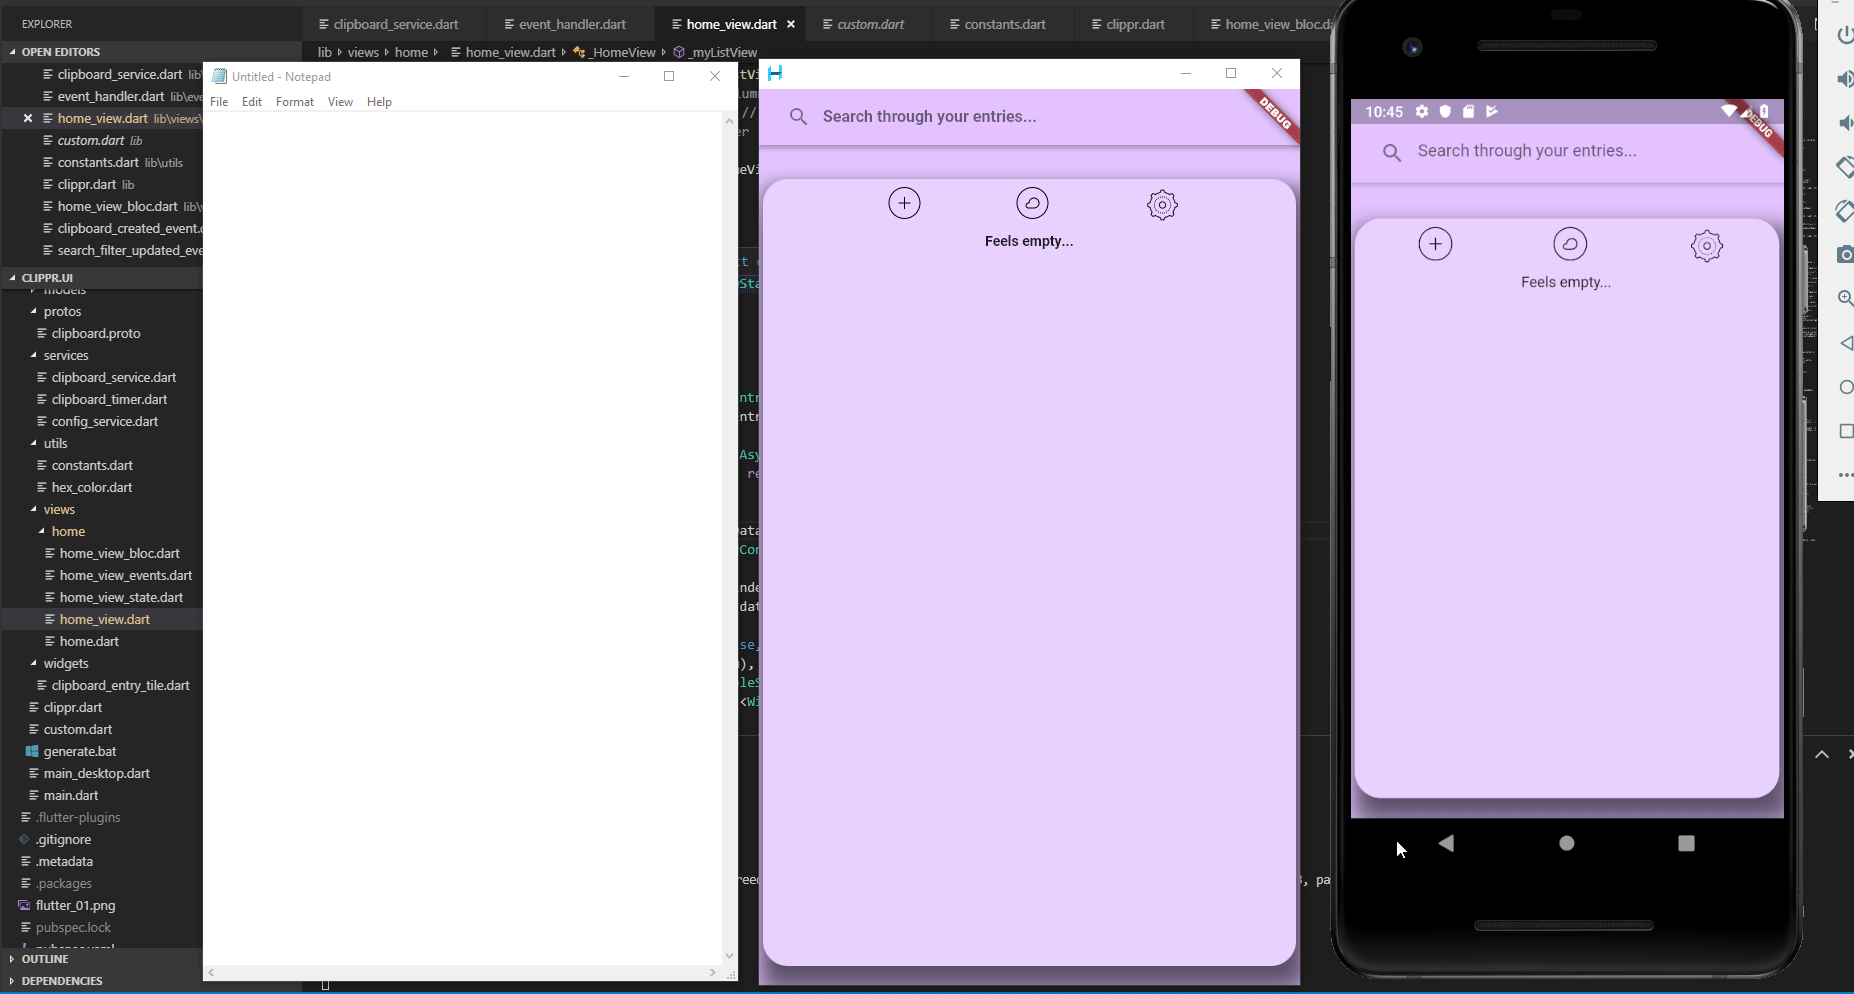 EXPLORER
OPEN EDITORS
clipboard_service.dart lib\
event_handler.dart lib\eve
home_view.dart lib\views\
custom.dart lib
constants.dart lib\utils
clippr.dart lib
home_view_bloc.dart lib\
clipboard_created_event.
search_filter_updated_eve
CLIPPR.UI
models
protos
clipboard.proto
services
clipboard_service.dart
clipboard_timer.dart
config_service.dart
utils
constants.dart
hex_color.dart
views
home
home_view_bloc.dart
home_view_events.dart
home_view_state.dart
home_view.dart
home.dart
widgets
clipboard_entry_tile.dart
clippr.dart
custom.dart
generate.bat
main_desktop.dart
main.dart
.flutter-plugins
.gitignore
.metadata
.packages
flutter_01.png
pubspec.lock
OUTLINE
DEPENDENCIES
clipboard_service.dart event_handler.dart home_view.dart custom.dart constants.dart clippr.dart home_view_bloc.da
lib views home home_view.dart _HomeView _myListView
Untitled - Notepad
File Edit Format View Help
Search through your entries...
DEBUG
Feels empty...
10:45
DEBUG
Search through your entries...
Feels empty...